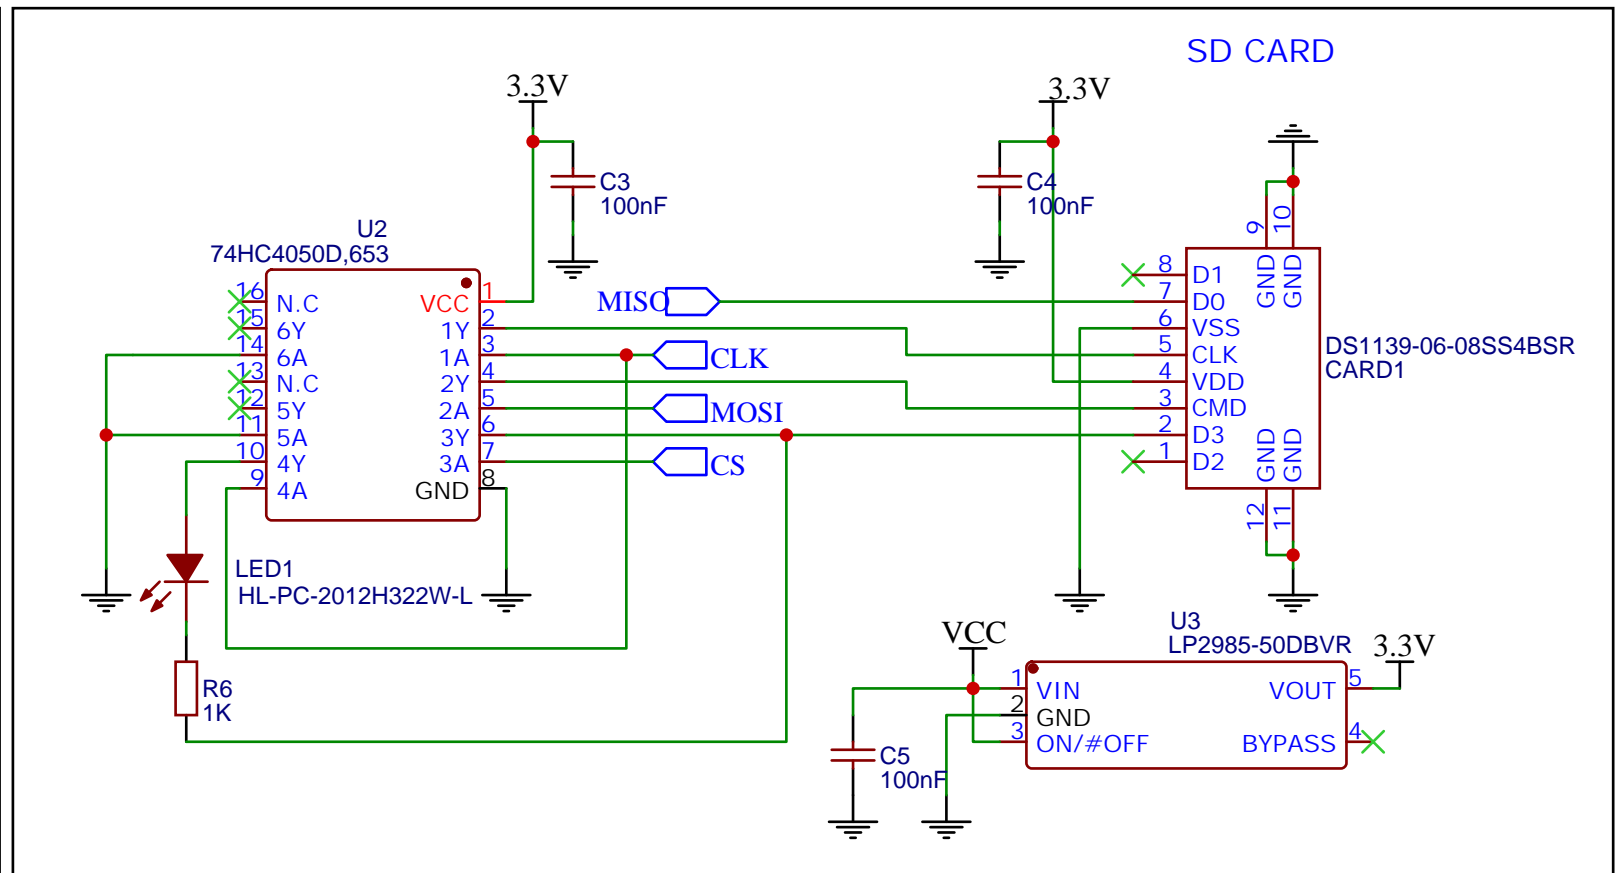 SD CARD
3.3V
3.3V
C3
100nF
C4
100nF
U2
74HC4050D,653
16 N.C
15 6Y
14 6A
13 N.C
12 5Y
11 5A
10 4Y
9 4A
VCC 1
1Y 2
1A 3
2Y 4
2A 5
3Y 6
3A 7
GND 8
MISO
CLK
MOSI
CS
9 GND
10 GND
8 D1
7 D0
6 VSS
5 CLK
4 VDD
3 CMD
2 D3
1 D2
12 GND
11 GND
DS1139-06-08SS4BSR
CARD1
LED1
HL-PC-2012H322W-L
R6
1K
U3
LP2985-50DBVR
VCC
3.3V
1 VIN
2 GND
3 ON/#OFF
VOUT 5
BYPASS 4
C5
100nF